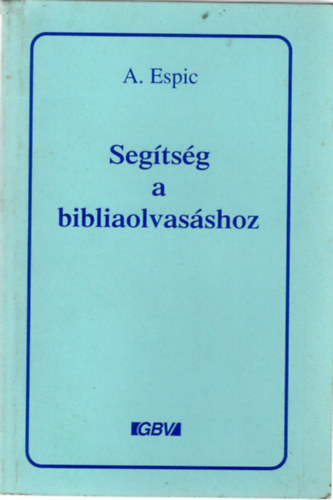 A. Espic
Segítség
a
bibliaolvasáshoz
GBV